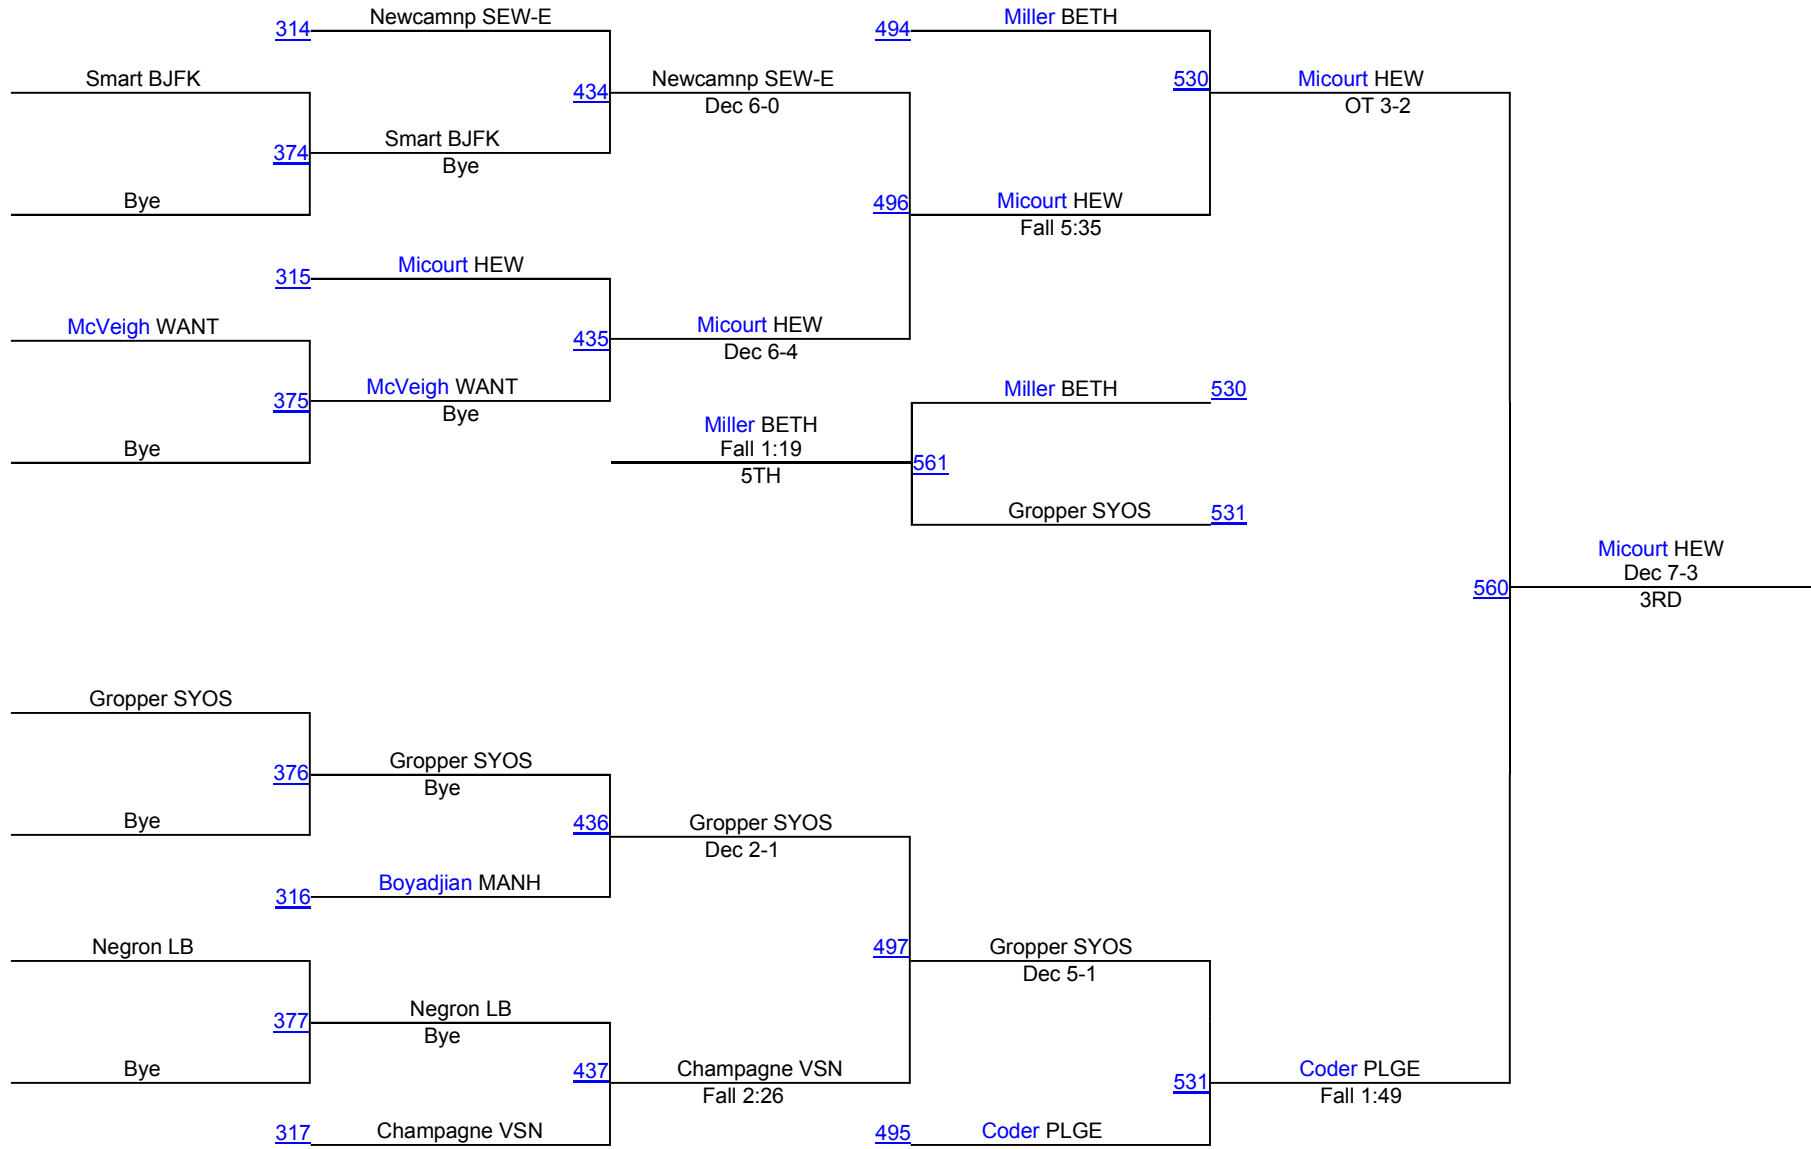 Newcamnp SEW-E
314
Miller BETH
494
Smart BJFK
434
Newcamnp SEW-E
Dec 6-0
530
Micourt HEW
OT 3-2
374
Smart BJFK
Bye
Bye
496
Micourt HEW
Fall 5:35
315
Micourt HEW
McVeigh WANT
435
Micourt HEW
Dec 6-4
375
McVeigh WANT
Bye
Miller BETH
530
Bye
Miller BETH
Fall 1:19
5TH
561
Gropper SYOS
531
560
Micourt HEW
Dec 7-3
3RD
Gropper SYOS
376
Gropper SYOS
Bye
Bye
436
Gropper SYOS
Dec 2-1
316
Boyadjian MANH
Negron LB
497
Gropper SYOS
Dec 5-1
377
Negron LB
Bye
Bye
437
Champagne VSN
Fall 2:26
531
Coder PLGE
Fall 1:49
317
Champagne VSN
495
Coder PLGE